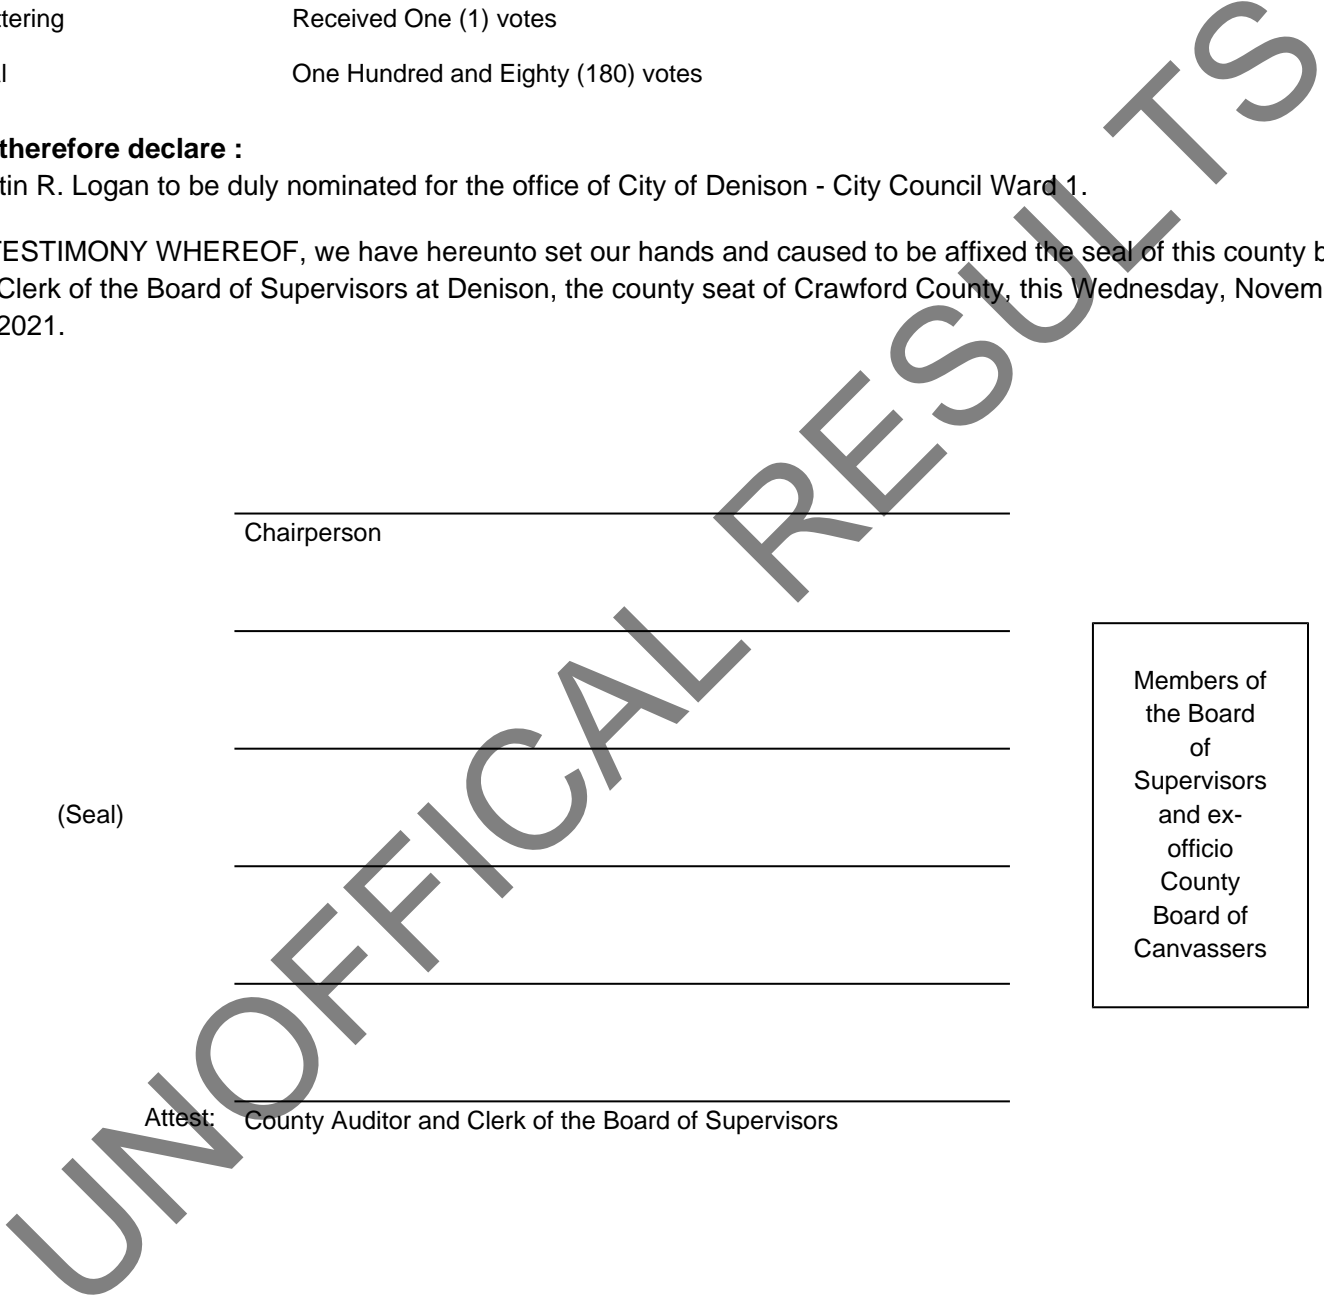 ttering Received One (1) votes
l One Hundred and Eighty (180) votes
therefore declare :
tin R. Logan to be duly nominated for the office of City of Denison - City Council Ward 1.
TESTIMONY WHEREOF, we have hereunto set our hands and caused to be affixed the seal of this county b
Clerk of the Board of Supervisors at Denison, the county seat of Crawford County, this Wednesday, Novem
2021.
Chairperson
Members of
the Board
of
Supervisors
and ex-
officio
County
Board of
Canvassers
(Seal)
Attest: County Auditor and Clerk of the Board of Supervisors
UNOFFICAL RESULTS